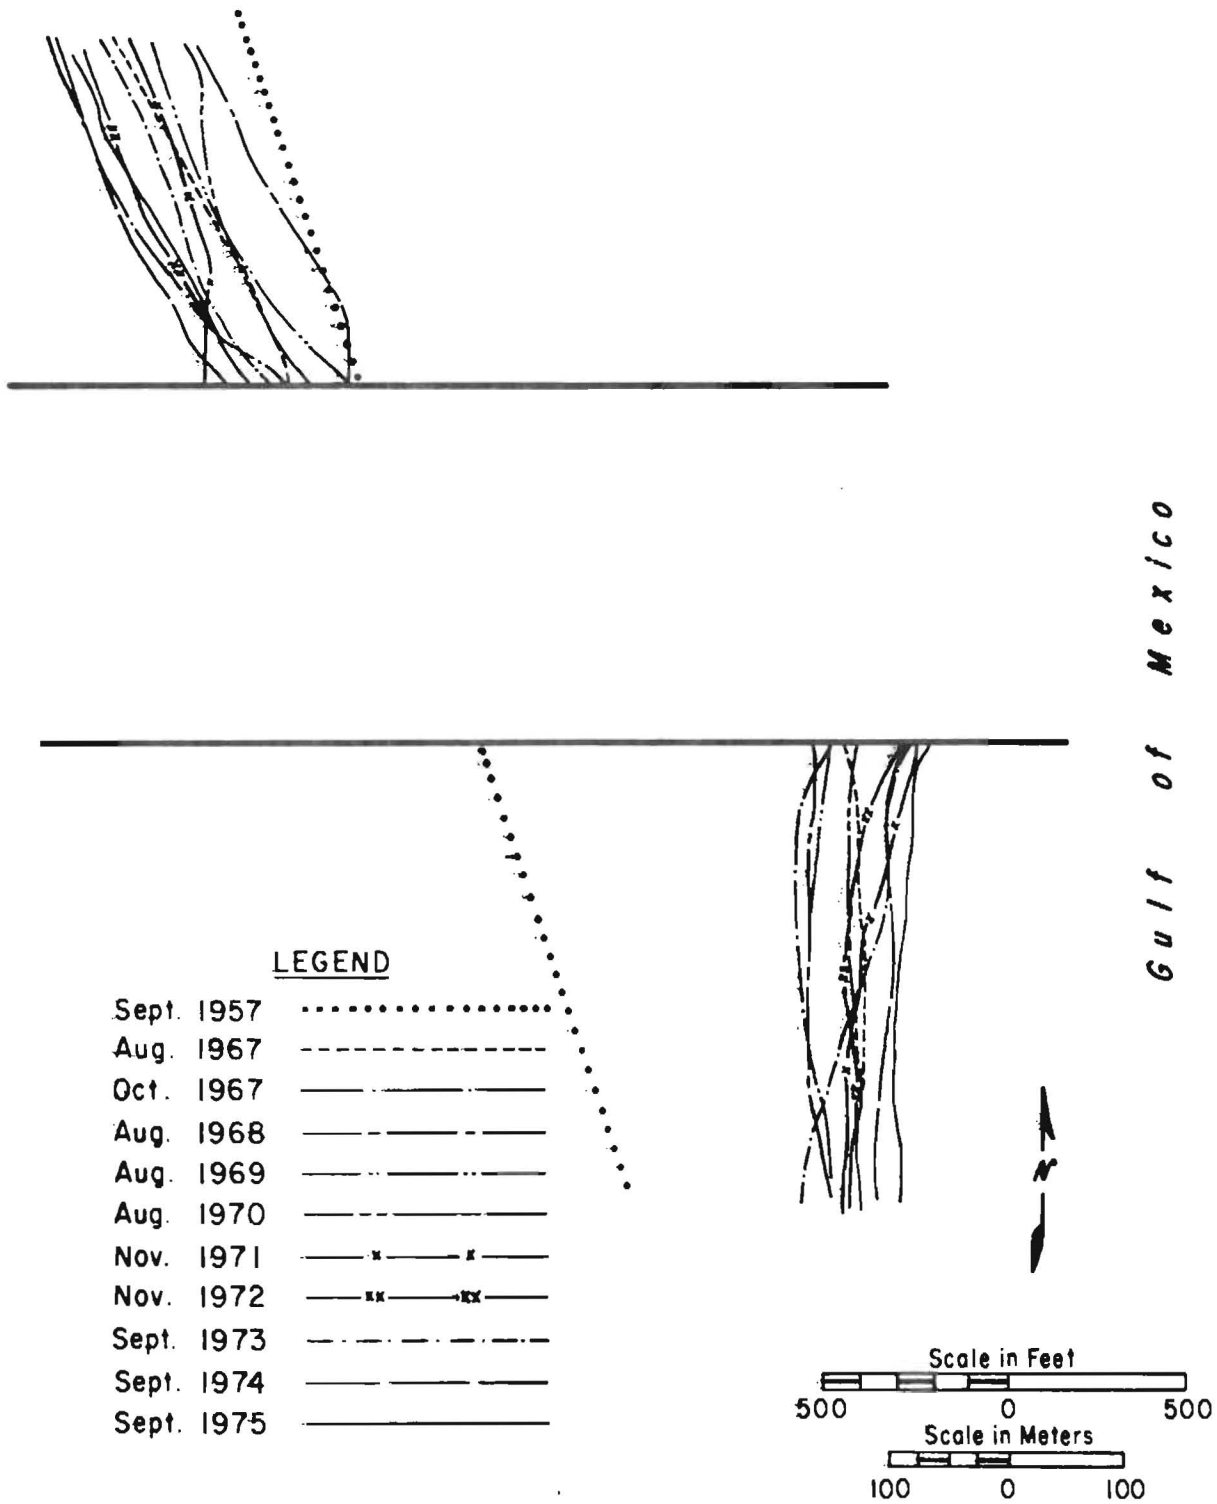 Gulf of Mexico
LEGEND
Sept. 1957
Aug. 1967
Oct. 1967
Aug. 1968
Aug. 1969
Aug. 1970
Nov. 1971
Nov. 1972
Sept. 1973
Sept. 1974
Sept. 1975
N
Scale in Feet
500 0 500
Scale in Meters
100 0 100